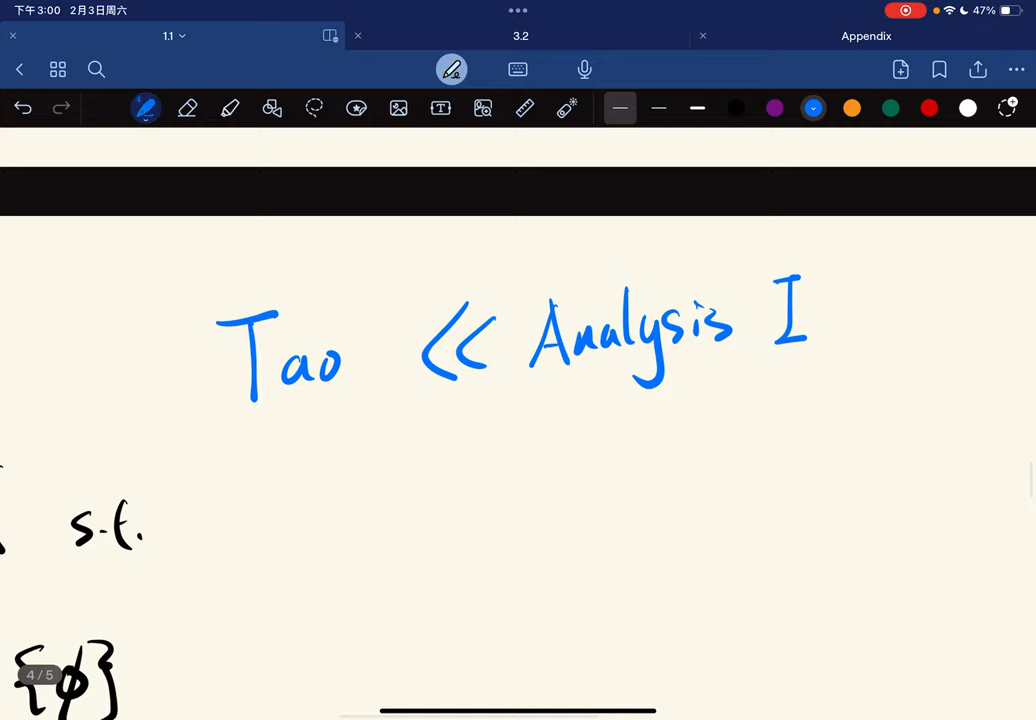 下午3:00 2月3日周六 47%
1.1 3.2 Appendix
Tao << Analysis I
s.t.
{ϕ}
4/5